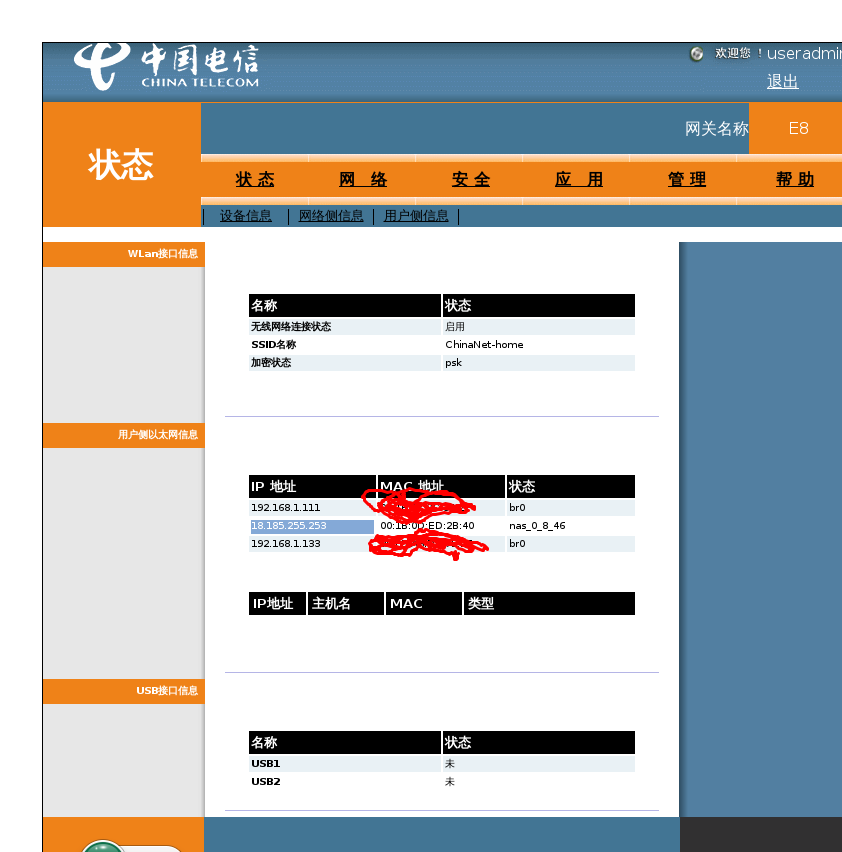 中国电信
CHINA TELECOM
欢迎您 ！useradmin
退出
网关名称 E8
状态
状 态 网 络 安 全 应 用 管 理 帮 助
设备信息 网络侧信息 用户侧信息
WLan接口信息
名称 状态
无线网络连接状态 启用
SSID名称 ChinaNet-home
加密状态 psk
用户侧以太网信息
IP 地址 MAC 地址 状态
192.168.1.111 br0
18.185.255.253 00:1B:0D:ED:2B:40 nas_0_8_46
192.168.1.133 br0
IP地址 主机名 MAC 类型
USB接口信息
名称 状态
USB1 未
USB2 未